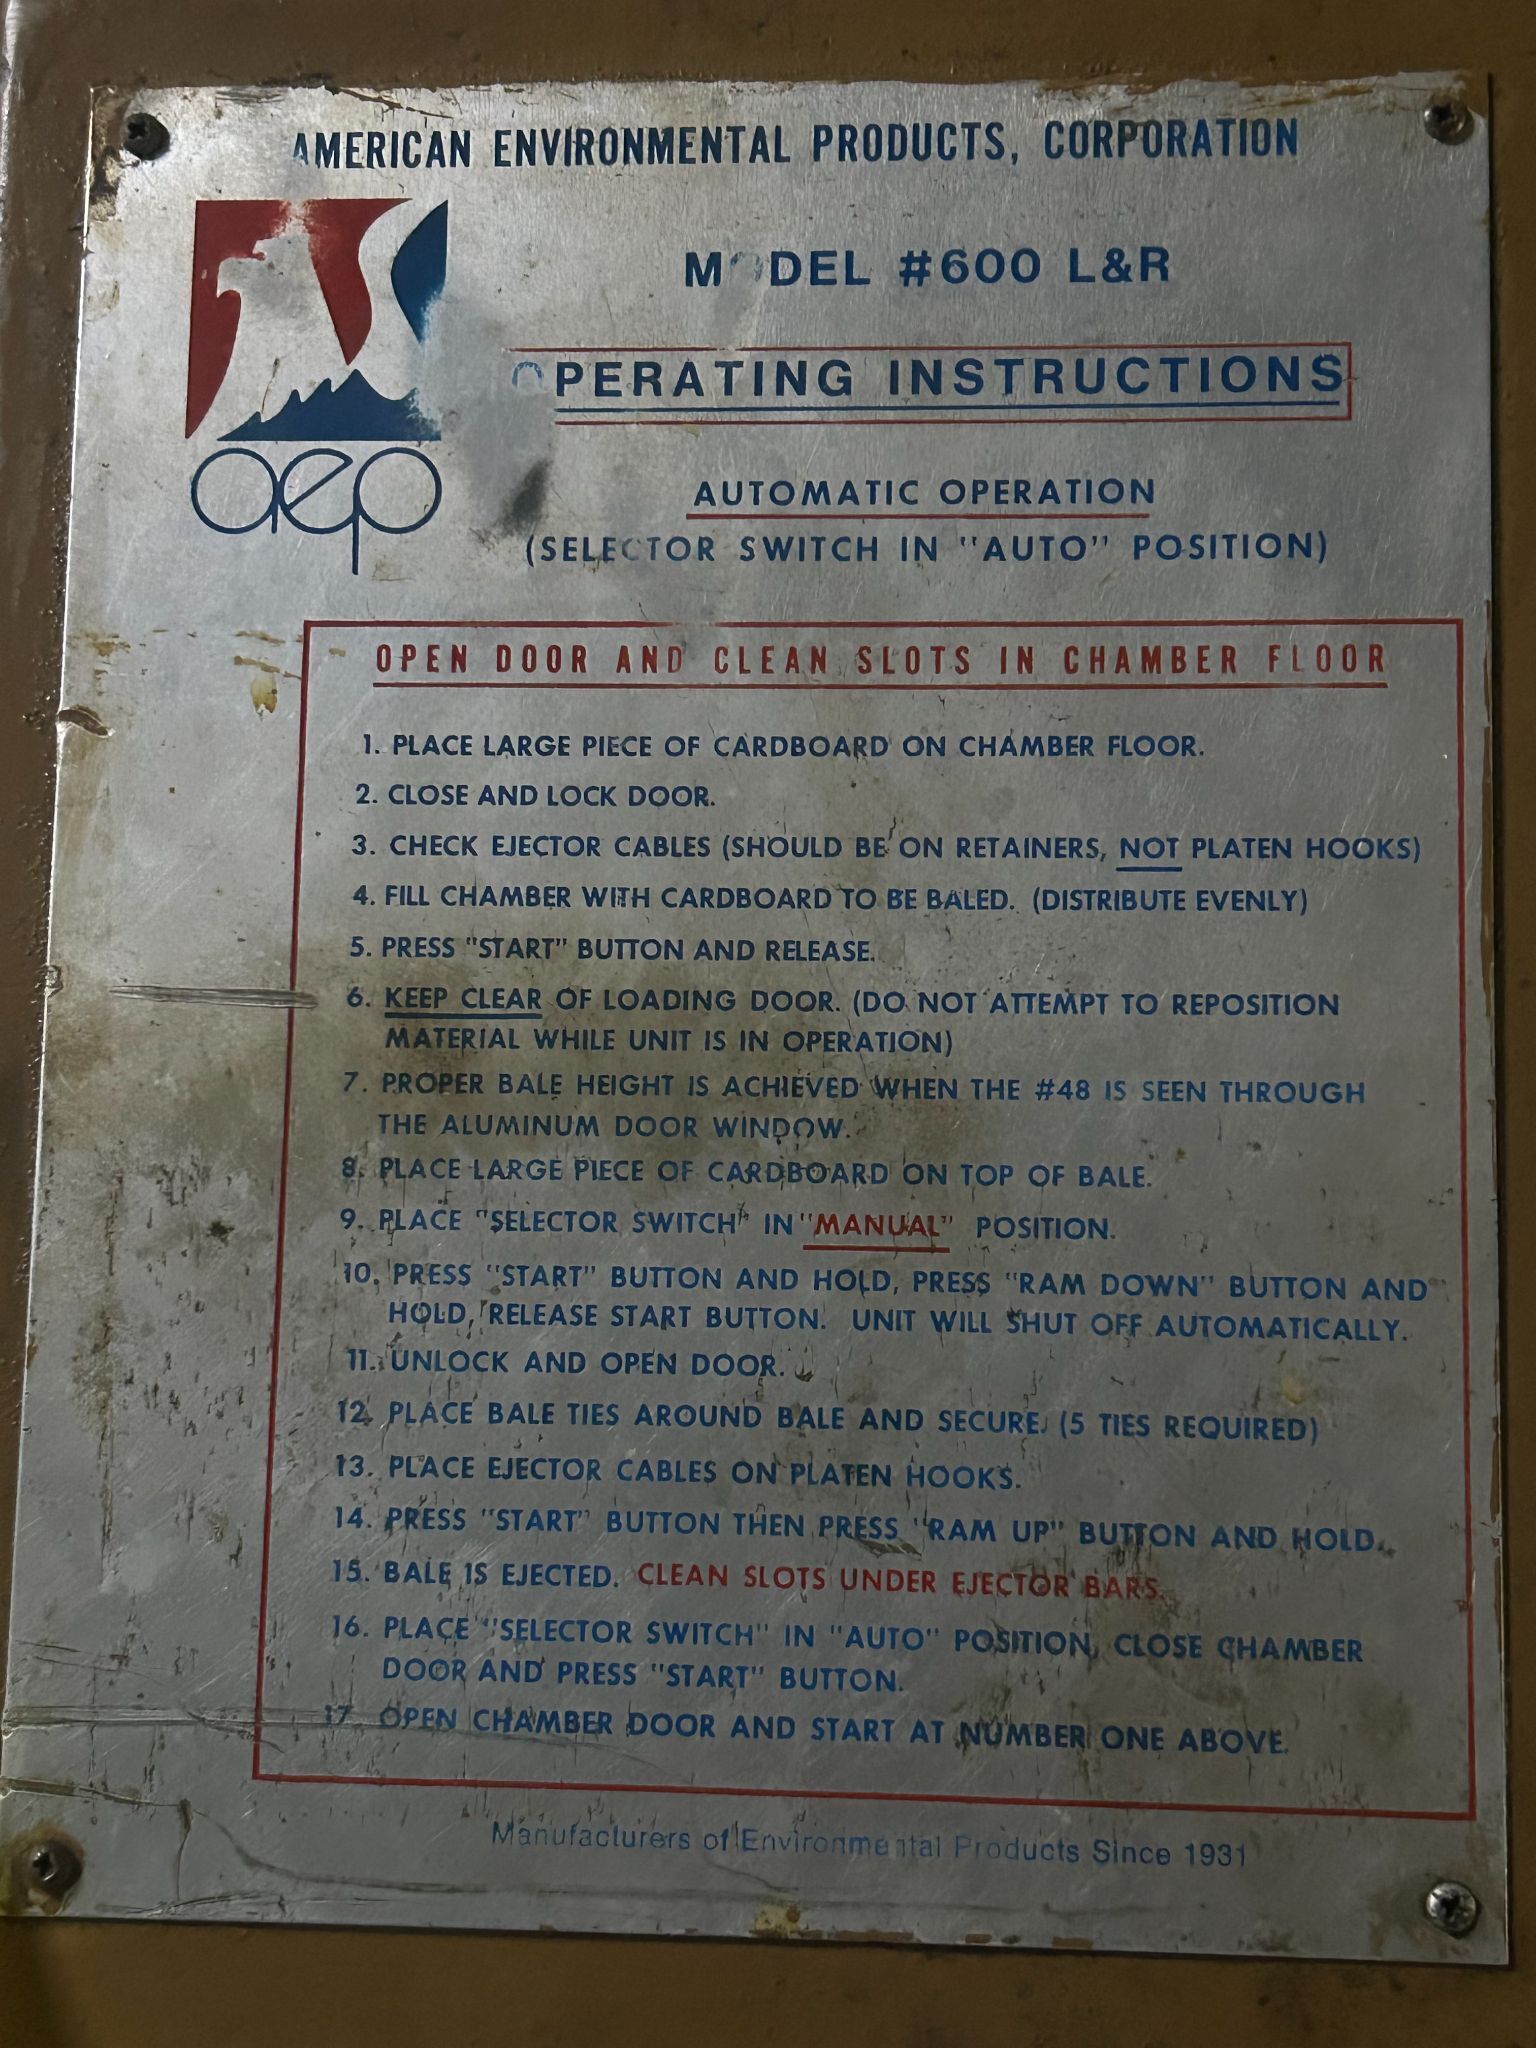 AMERICAN ENVIRONMENTAL PRODUCTS, CORPORATION
MODEL #600 L&R
OPERATING INSTRUCTIONS
aep
AUTOMATIC OPERATION
(SELECTOR SWITCH IN "AUTO" POSITION)
OPEN DOOR AND CLEAN SLOTS IN CHAMBER FLOOR
1. PLACE LARGE PIECE OF CARDBOARD ON CHAMBER FLOOR.
2. CLOSE AND LOCK DOOR.
3. CHECK EJECTOR CABLES (SHOULD BE ON RETAINERS, NOT PLATEN HOOKS)
4. FILL CHAMBER WITH CARDBOARD TO BE BALED. (DISTRIBUTE EVENLY)
5. PRESS "START" BUTTON AND RELEASE.
6. KEEP CLEAR OF LOADING DOOR. (DO NOT ATTEMPT TO REPOSITION
MATERIAL WHILE UNIT IS IN OPERATION)
7. PROPER BALE HEIGHT IS ACHIEVED WHEN THE #48 IS SEEN THROUGH
THE ALUMINUM DOOR WINDOW.
8. PLACE LARGE PIECE OF CARDBOARD ON TOP OF BALE.
9. PLACE "SELECTOR SWITCH" IN "MANUAL" POSITION.
10. PRESS "START" BUTTON AND HOLD, PRESS "RAM DOWN" BUTTON AND
HOLD, RELEASE START BUTTON. UNIT WILL SHUT OFF AUTOMATICALLY.
11. UNLOCK AND OPEN DOOR.
12. PLACE BALE TIES AROUND BALE AND SECURE. (5 TIES REQUIRED)
13. PLACE EJECTOR CABLES ON PLATEN HOOKS.
14. PRESS "START" BUTTON THEN PRESS "RAM UP" BUTTON AND HOLD.
15. BALE IS EJECTED. CLEAN SLOTS UNDER EJECTOR BARS.
16. PLACE "SELECTOR SWITCH" IN "AUTO" POSITION, CLOSE CHAMBER
DOOR AND PRESS "START" BUTTON.
17. OPEN CHAMBER DOOR AND START AT NUMBER ONE ABOVE.
Manufacturers of Environmental Products Since 1931